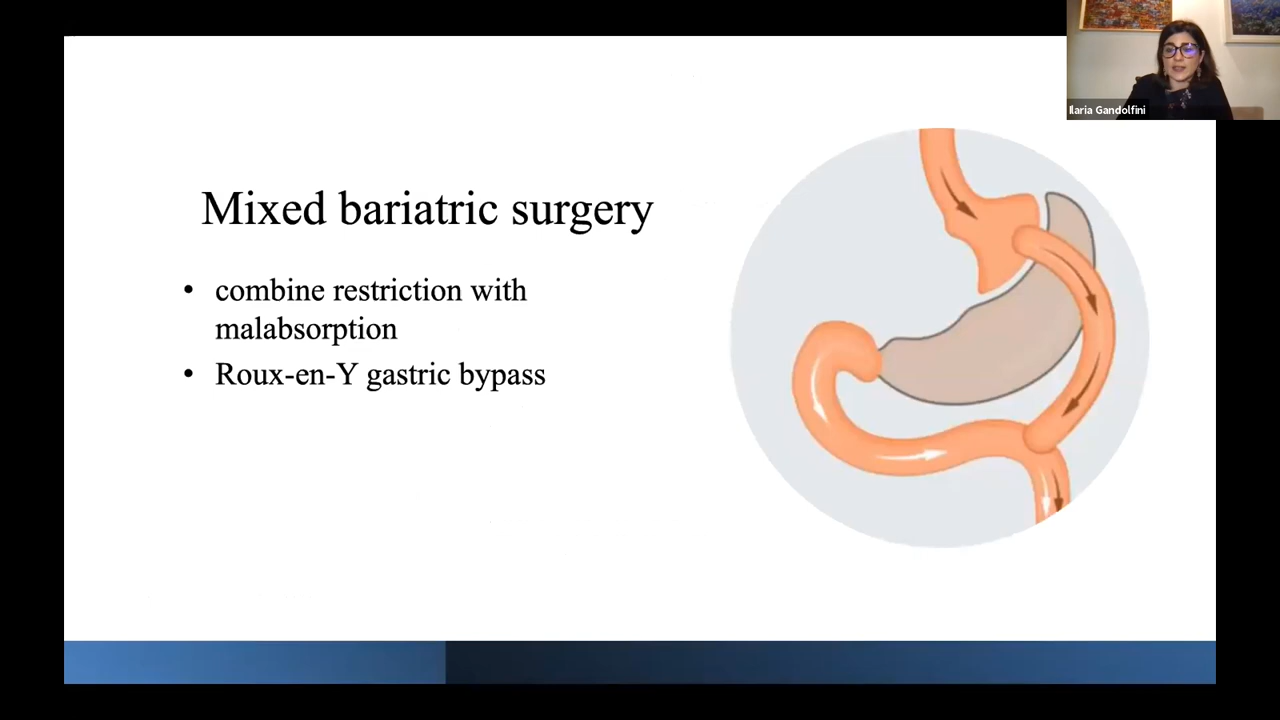 Ilaria Gandolfini
Mixed bariatric surgery
• combine restriction with
malabsorption
• Roux-en-Y gastric bypass